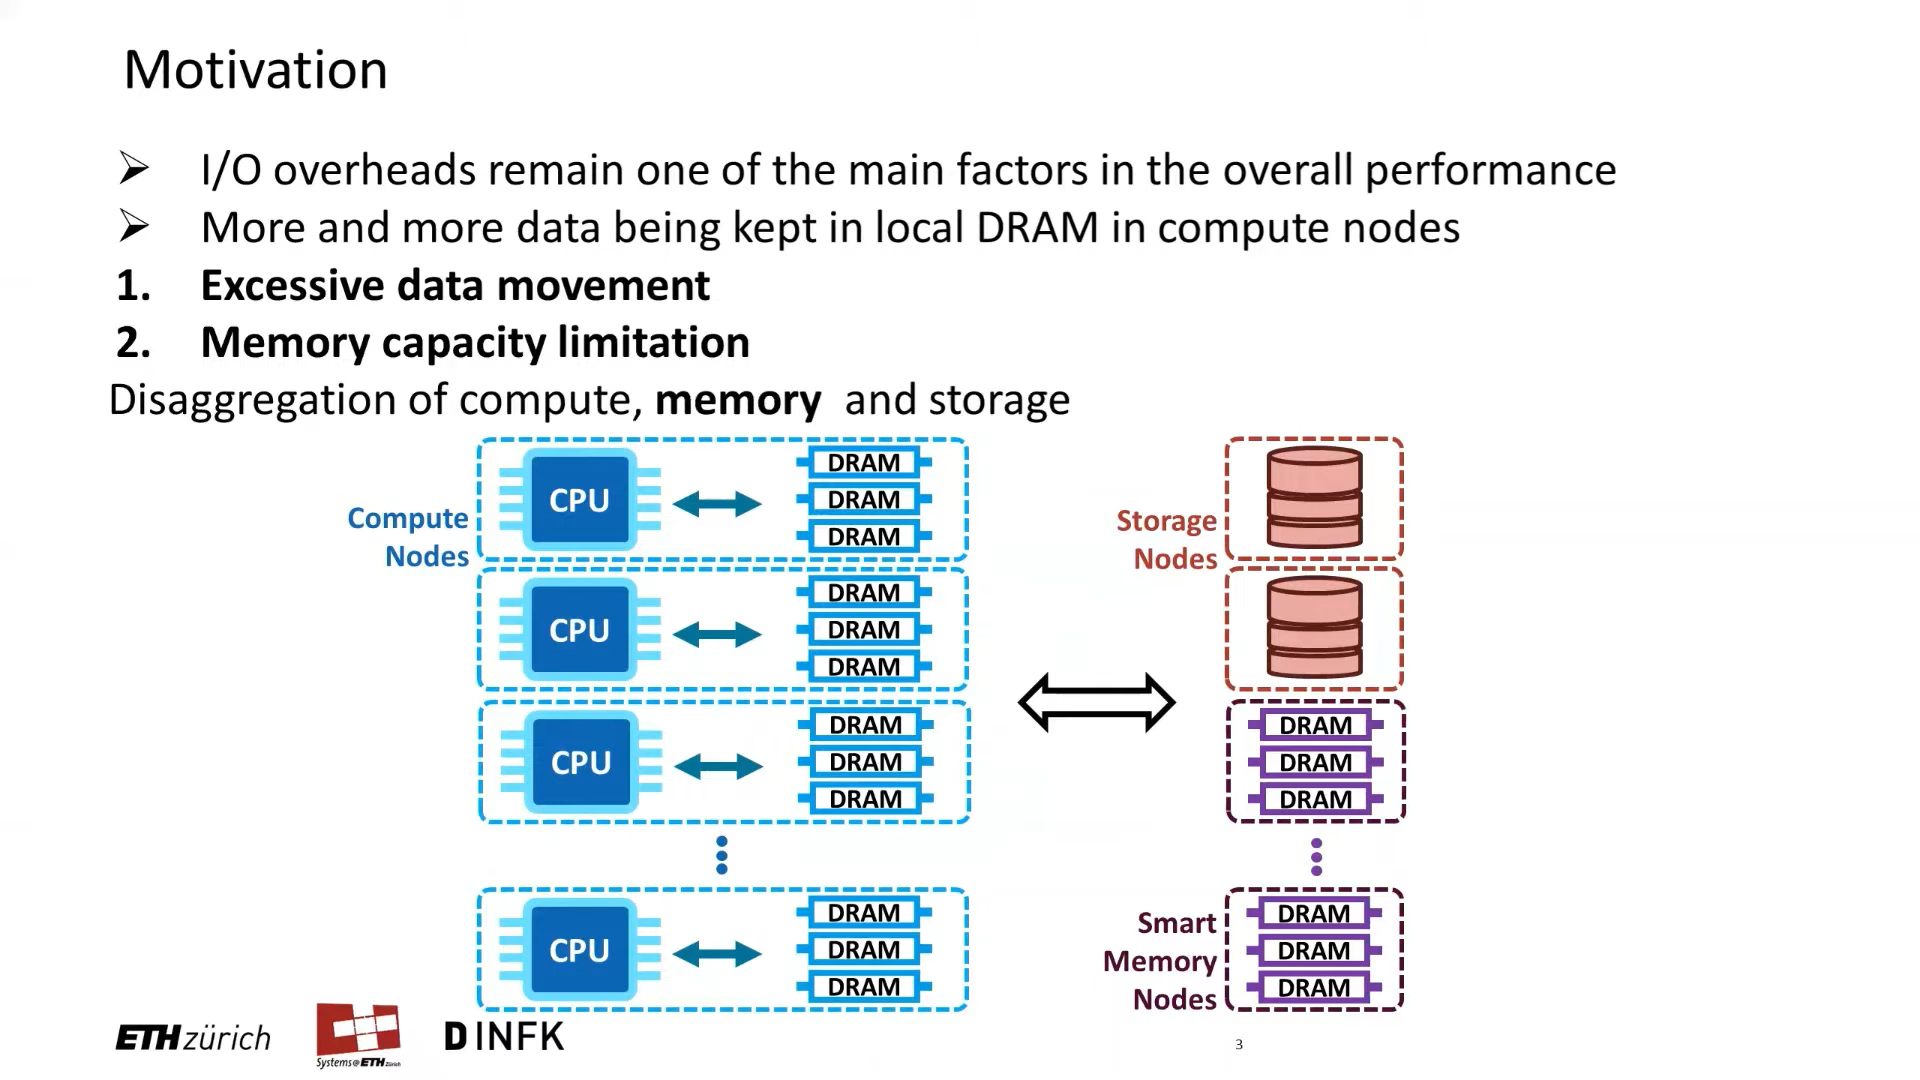 Motivation
I/O overheads remain one of the main factors in the overall performance
More and more data being kept in local DRAM in compute nodes
1. Excessive data movement
2. Memory capacity limitation
Disaggregation of compute, memory and storage
Compute
Nodes
CPU
DRAM
DRAM
DRAM
CPU
DRAM
DRAM
DRAM
CPU
DRAM
DRAM
DRAM
CPU
DRAM
DRAM
DRAM
Storage
Nodes
DRAM
DRAM
DRAM
Smart
Memory
Nodes
DRAM
DRAM
DRAM
ETH zürich
Systems@ETH Zürich
D INFK
3